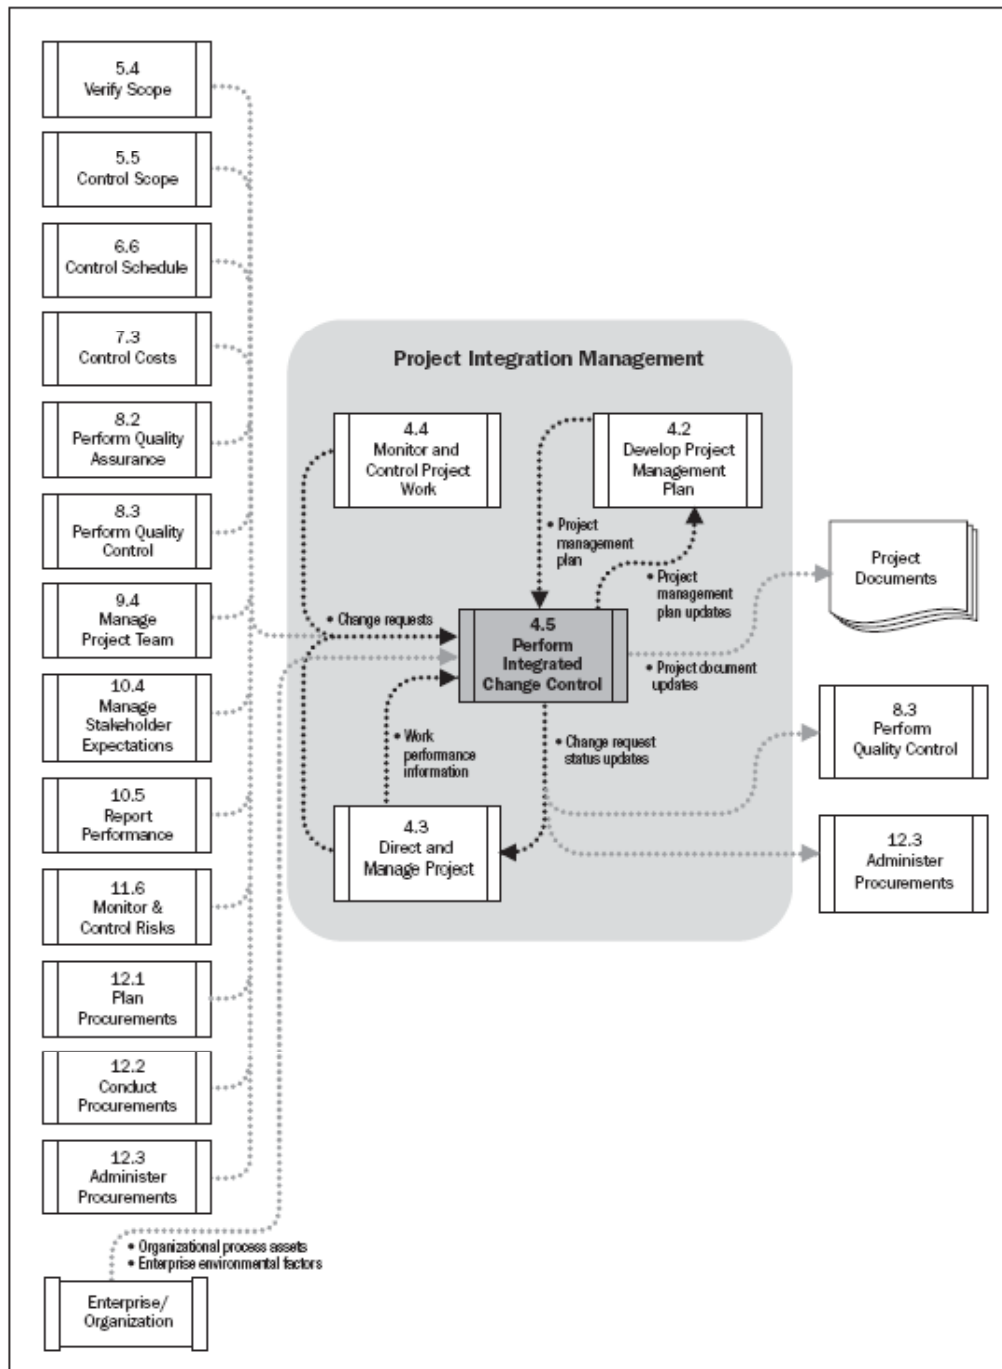 5.4
Verify Scope
5.5
Control Scope
6.6
Control Schedule
7.3
Control Costs
8.2
Perform Quality
Assurance
8.3
Perform Quality
Control
9.4
Manage
Project Team
10.4
Manage
Stakeholder
Expectations
10.5
Report
Performance
11.6
Monitor &
Control Risks
12.1
Plan
Procurements
12.2
Conduct
Procurements
12.3
Administer
Procurements
• Organizational process assets
• Enterprise environmental factors
Enterprise/
Organization
Project Integration Management
4.4
Monitor and
Control Project
Work
4.2
Develop Project
Management
Plan
• Project
management
plan
• Project
management
plan updates
• Change requests
4.5
Perform
Integrated
Change Control
• Project document
updates
• Work
performance
information
• Change request
status updates
4.3
Direct and
Manage Project
Project
Documents
8.3
Perform
Quality Control
12.3
Administer
Procurements